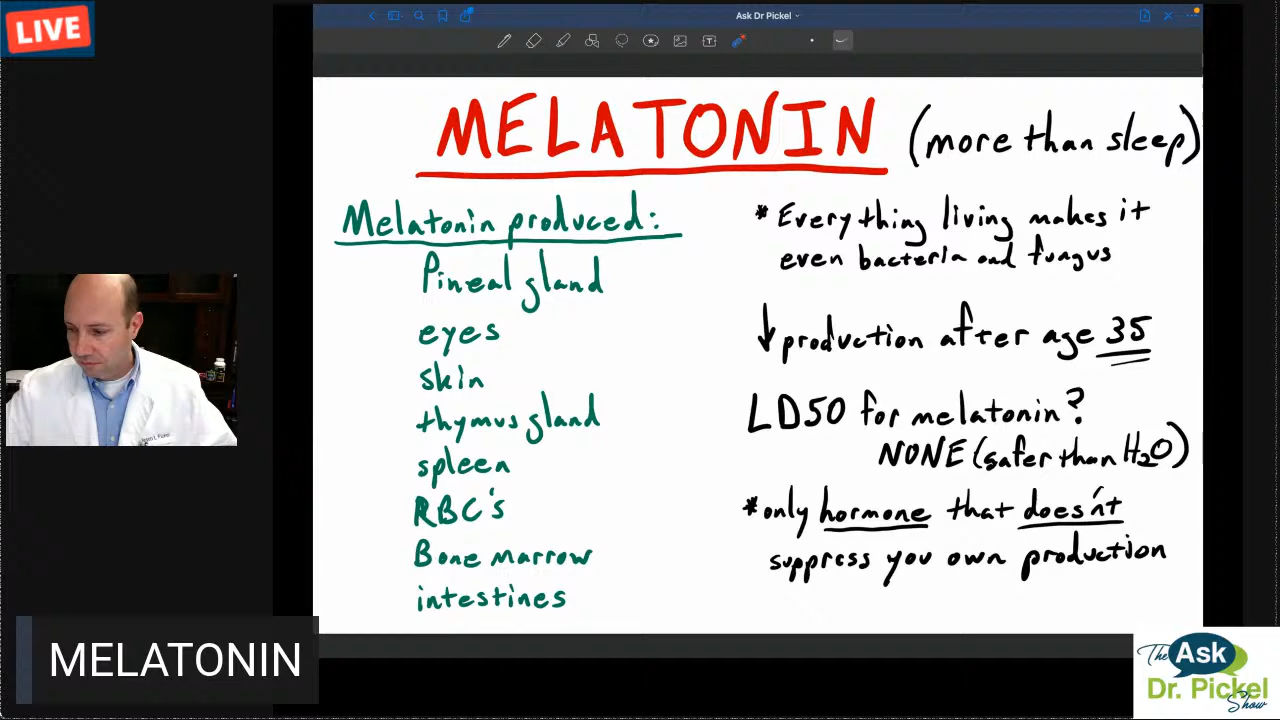 LIVE
Ask Dr Pickel
MELATONIN (more than sleep)
Melatonin produced:
Pineal gland
eyes
skin
thymus gland
spleen
RBC's
Bone marrow
intestines
* Everything living makes it
even bacteria and fungus
↓ production after age 35
LD50 for melatonin?
NONE (safer than H2O)
* only hormone that does'nt
suppress you own production
MELATONIN
The Ask
Dr. Pickel
Show